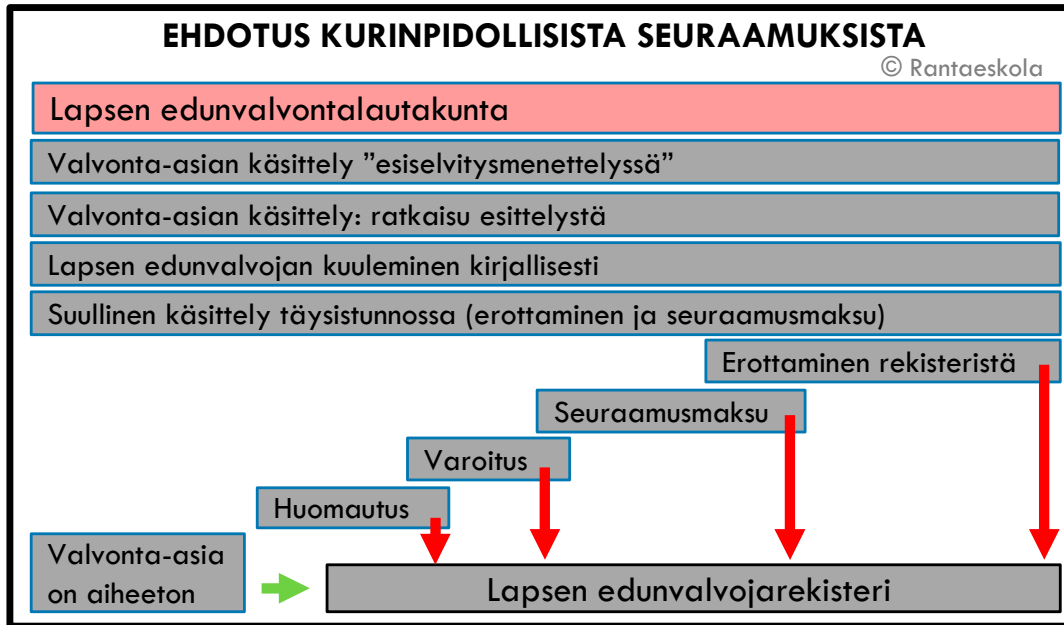 EHDOTUS KURINPIDOLLISISTA SEURAAMUKSISTA
© Rantaeskola
Lapsen edunvalvontalautakunta
Valvonta-asian käsittely ”esiselvitysmenettelyssä”
Valvonta-asian käsittely: ratkaisu esittelystä
Lapsen edunvalvojan kuuleminen kirjallisesti
Suullinen käsittely täysistunnossa (erottaminen ja seuraamusmaksu)
Erottaminen rekisteristä
Seuraamusmaksu
Varoitus
Huomautus
Valvonta-asia
on aiheeton
Lapsen edunvalvojarekisteri